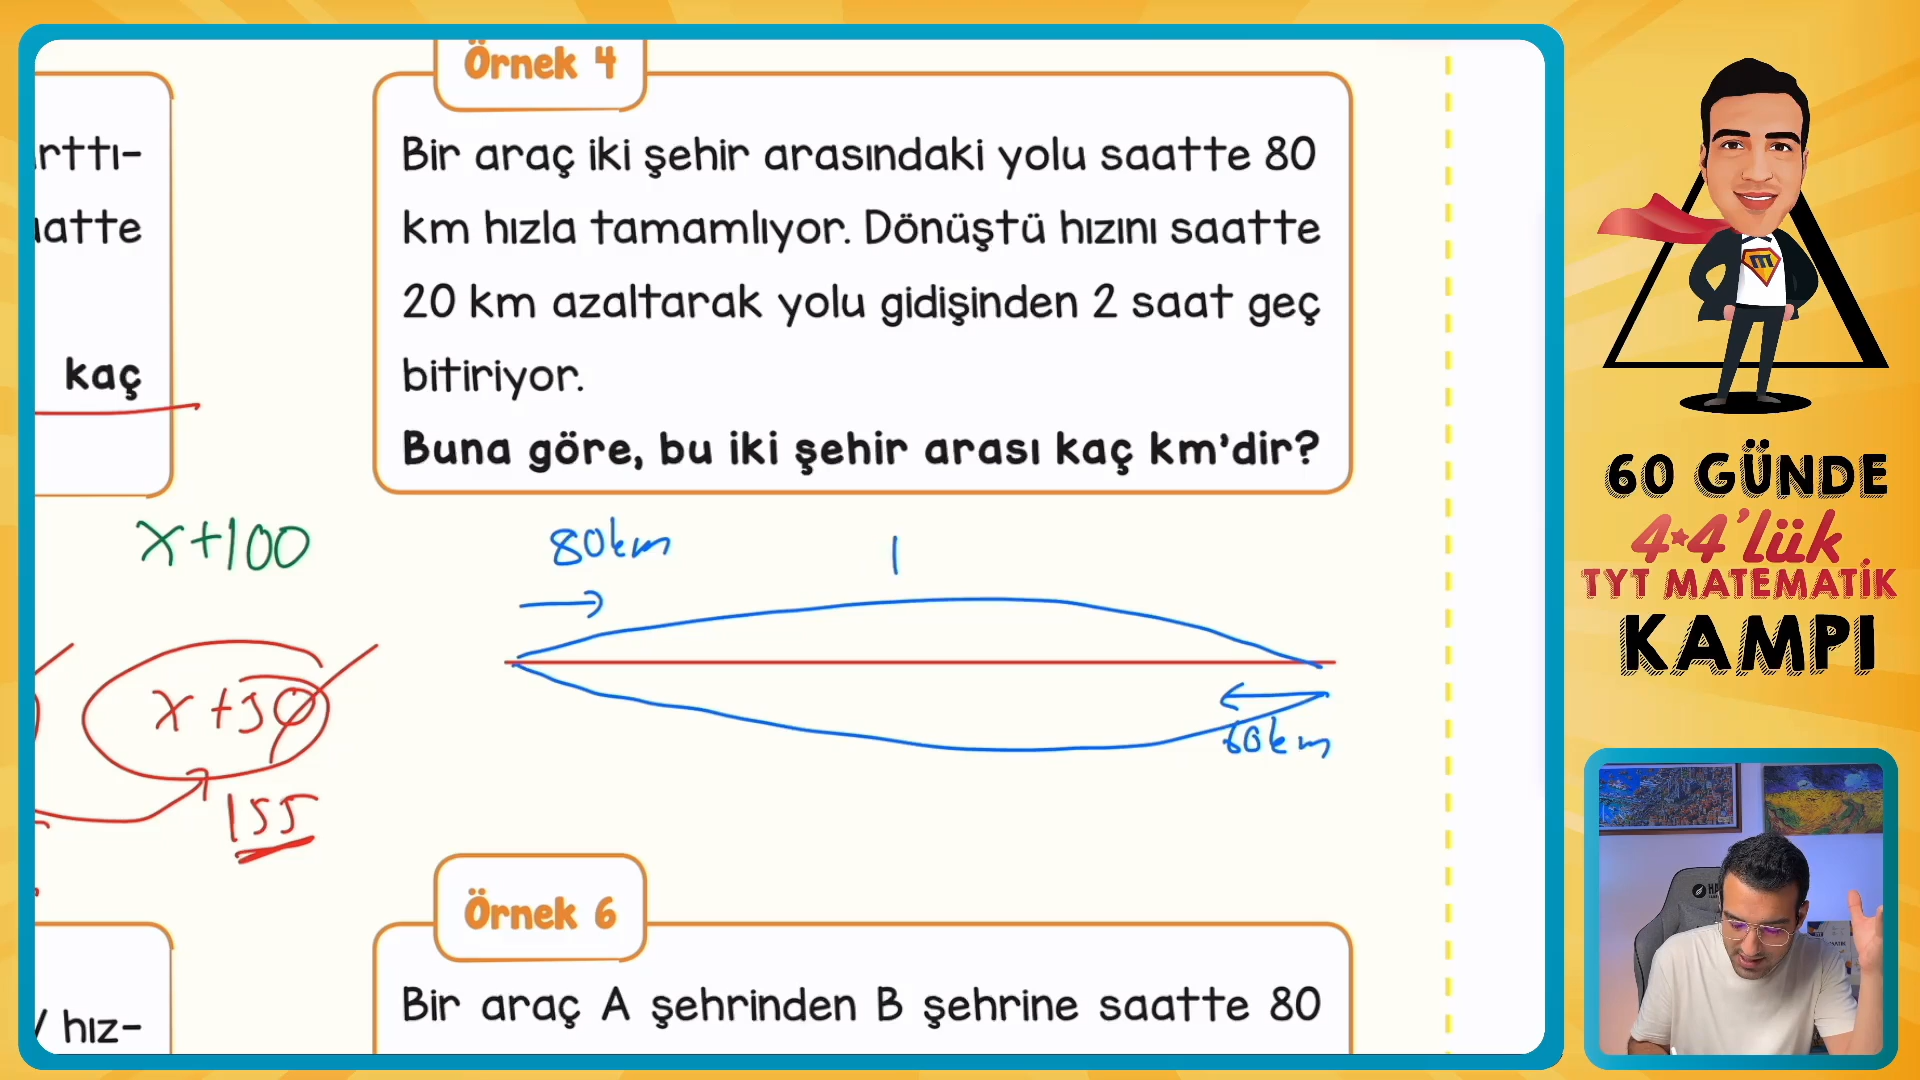 Örnek 4
rttı-
Bir araç iki şehir arasındaki yolu saatte 80
atte
km hızla tamamlıyor. Dönüştü hızını saatte
20 km azaltarak yolu gidişinden 2 saat geç
kaç
bitiriyor.
Buna göre, bu iki şehir arası kaç km'dir?
x+100
80km
x+50
60km
155
Örnek 6
Bir araç A şehrinden B şehrine saatte 80
hız-
60 GÜNDE
4★4'lük
TYT MATEMATİK
KAMPI